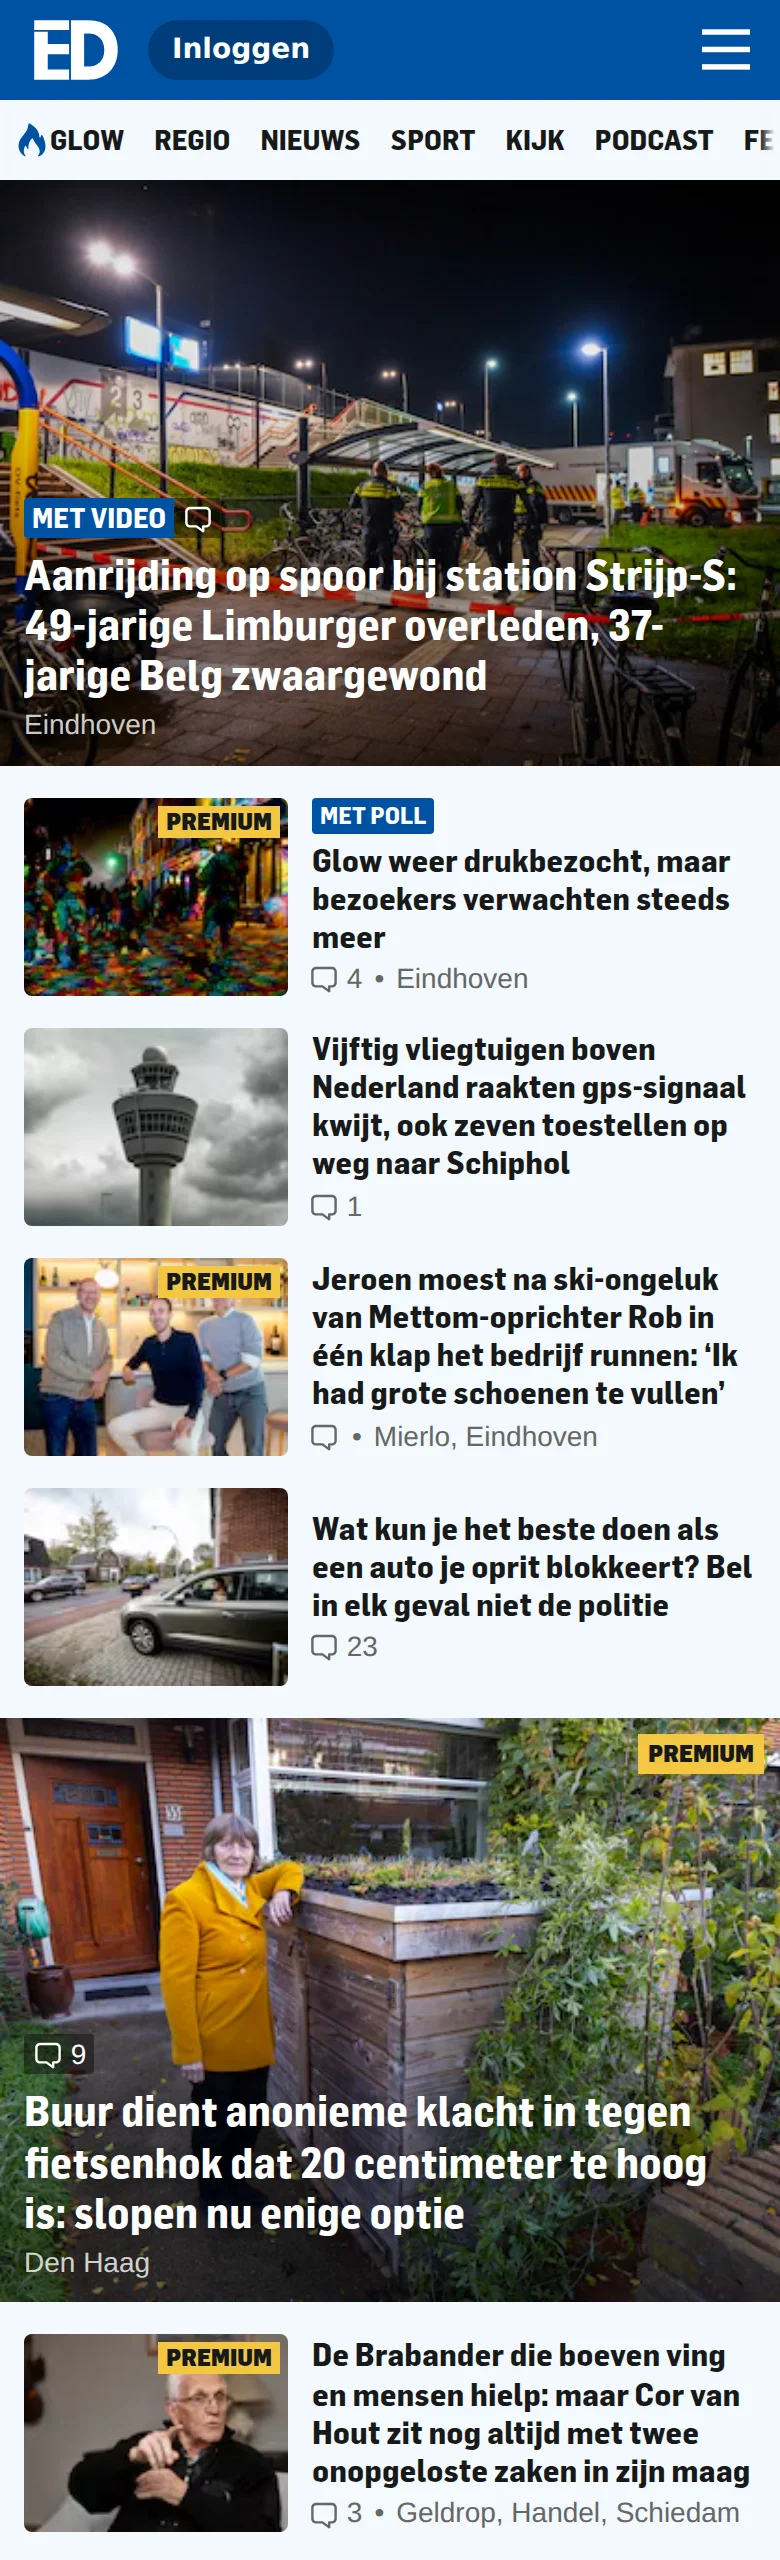 ED
Inloggen
GLOW REGIO NIEUWS SPORT KIJK PODCAST FE
23
MET VIDEO
Aanrijding op spoor bij station Strijp-S:
49-jarige Limburger overleden, 37-
jarige Belg zwaargewond
Eindhoven
PREMIUM
MET POLL
Glow weer drukbezocht, maar
bezoekers verwachten steeds
meer
4 • Eindhoven
Vijftig vliegtuigen boven
Nederland raakten gps-signaal
kwijt, ook zeven toestellen op
weg naar Schiphol
1
PREMIUM
Jeroen moest na ski-ongeluk
van Mettom-oprichter Rob in
één klap het bedrijf runnen: ‘Ik
had grote schoenen te vullen’
• Mierlo, Eindhoven
Wat kun je het beste doen als
een auto je oprit blokkeert? Bel
in elk geval niet de politie
23
PREMIUM
9
Buur dient anonieme klacht in tegen
fietsenhok dat 20 centimeter te hoog
is: slopen nu enige optie
Den Haag
PREMIUM
De Brabander die boeven ving
en mensen hielp: maar Cor van
Hout zit nog altijd met twee
onopgeloste zaken in zijn maag
3 • Geldrop, Handel, Schiedam